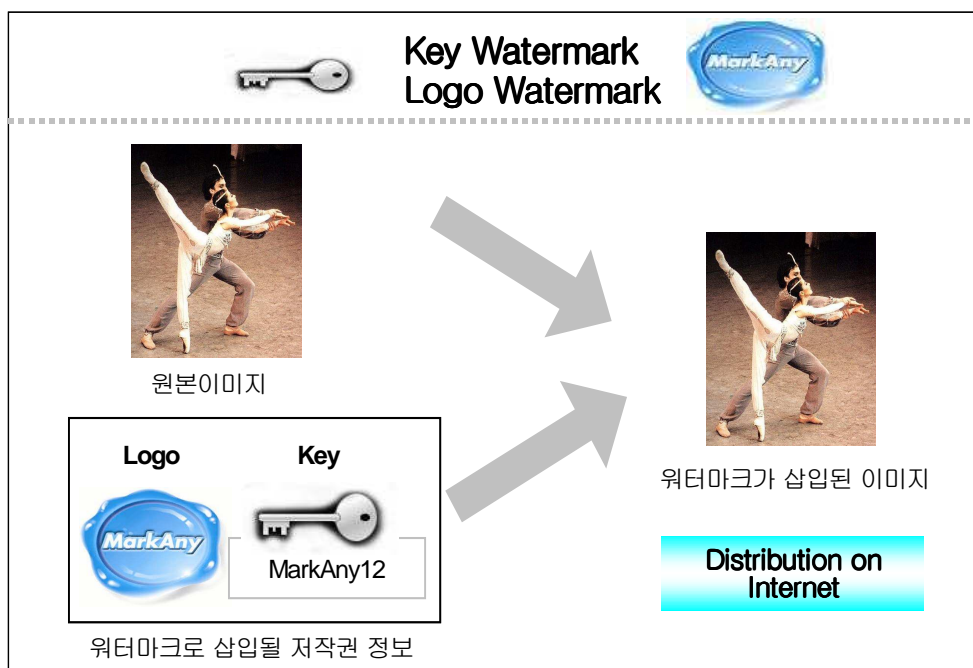 Key Watermark
Logo Watermark
MarkAny
원본이미지
Logo
Key
MarkAny
MarkAny12
워터마크로 삽입될 저작권 정보
워터마크가 삽입된 이미지
Distribution on
Internet